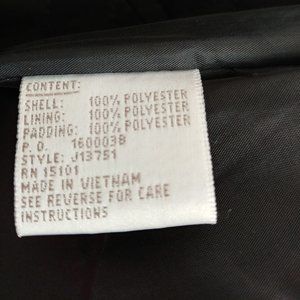 CONTENT:
SHELL: 100% POLYESTER
LINING: 100% POLYESTER
PADDING: 100% POLYESTER
P.O. 160003B
STYLE: J13751
RN 15101
MADE IN VIETNAM
SEE REVERSE FOR CARE
INSTRUCTIONS